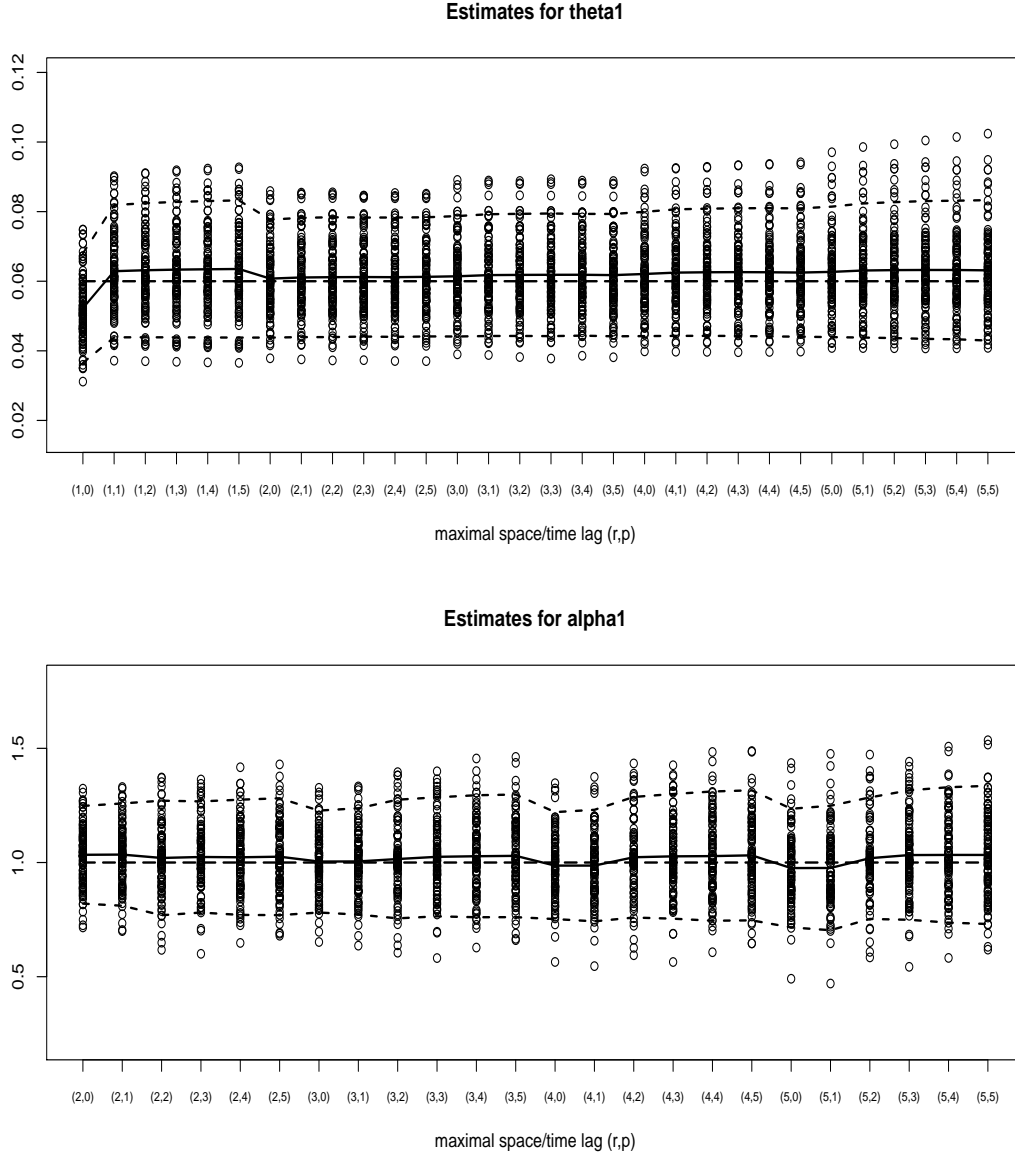 Estimates for theta1
0.12
0.10
0.08
0.06
0.04
0.02
(1,0) (1,1) (1,2) (1,3) (1,4) (1,5) (2,0) (2,1) (2,2) (2,3) (2,4) (2,5) (3,0) (3,1) (3,2) (3,3) (3,4) (3,5) (4,0) (4,1) (4,2) (4,3) (4,4) (4,5) (5,0) (5,1) (5,2) (5,3) (5,4) (5,5)
maximal space/time lag (r,p)
Estimates for alpha1
1.5
1.0
0.5
(2,0) (2,1) (2,2) (2,3) (2,4) (2,5) (3,0) (3,1) (3,2) (3,3) (3,4) (3,5) (4,0) (4,1) (4,2) (4,3) (4,4) (4,5) (5,0) (5,1) (5,2) (5,3) (5,4) (5,5)
maximal space/time lag (r,p)